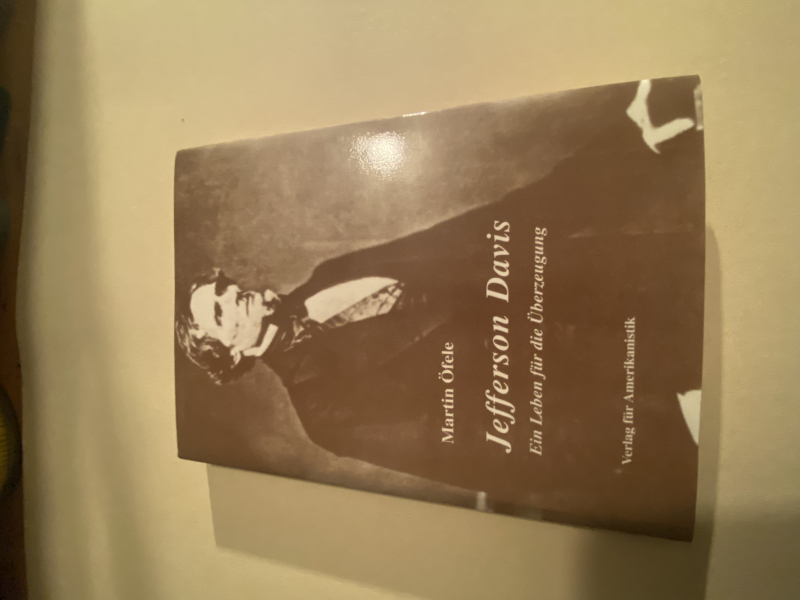 Martin Öfele
Jefferson Davis
Ein Leben für die Überzeugung
Verlag für Amerikanistik